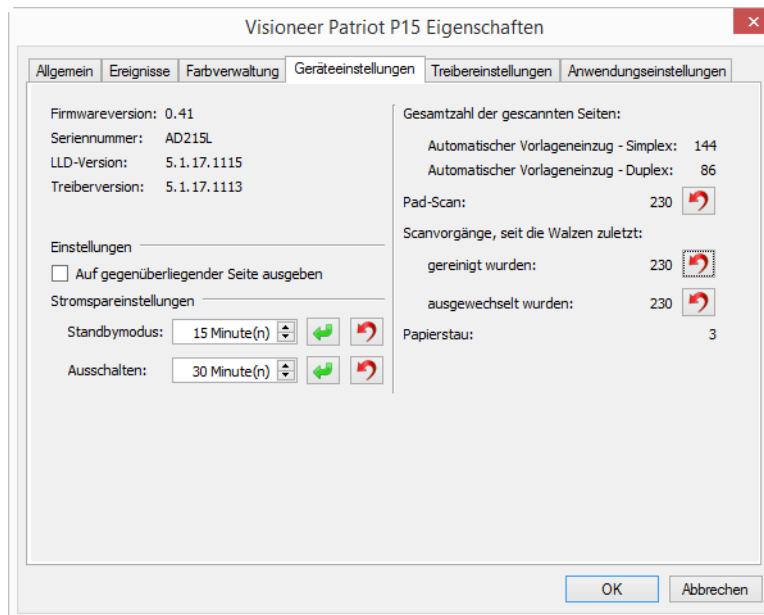 Visioneer Patriot P15 Eigenschaften
Allgemein Ereignisse Farbverwaltung Geräteeinstellungen Treibereinstellungen Anwendungseinstellungen
Firmwareversion: 0.41
Seriennummer: AD215L
LLD-Version: 5.1.17.1115
Treiberversion: 5.1.17.1113
Einstellungen
Auf gegenüberliegender Seite ausgeben
Stromspareinstellungen
Standbymodus: 15 Minute(n)
Ausschalten: 30 Minute(n)
Gesamtzahl der gescannten Seiten:
Automatischer Vorlageneinzug - Simplex: 144
Automatischer Vorlageneinzug - Duplex: 86
Pad-Scan: 230
Scanvorgänge, seit die Walzen zuletzt:
gereinigt wurden: 230
ausgewechselt wurden: 230
Papierstau: 3
OK Abbrechen